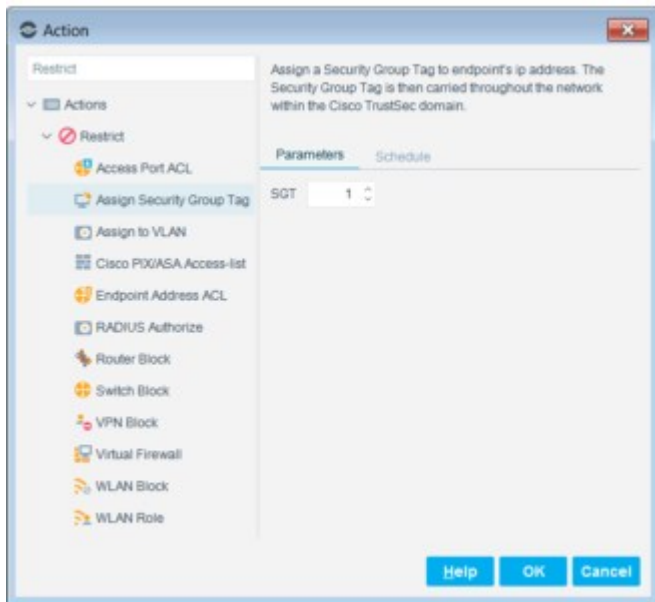 Action
Restrict
Actions
Restrict
Access Port ACL
Assign Security Group Tag
Assign to VLAN
Cisco PIX/ASA Access-list
Endpoint Address ACL
RADIUS Authorize
Router Block
Switch Block
VPN Block
Virtual Firewall
WLAN Block
WLAN Role
Assign a Security Group Tag to endpoint's ip address. The
Security Group Tag is then carried throughout the network
within the Cisco TrustSec domain.
Parameters Schedule
SGT 1
Help OK Cancel